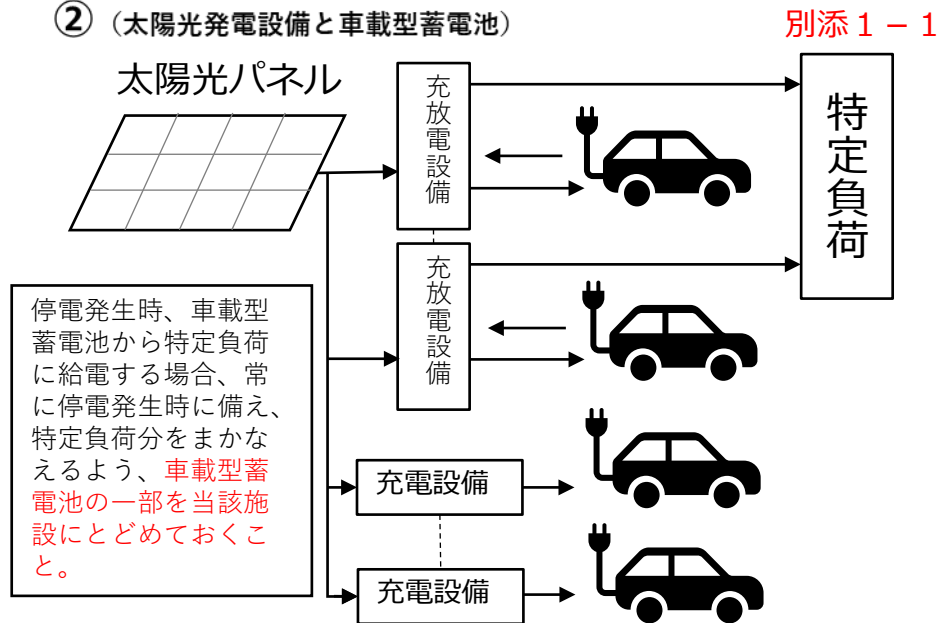 ② （太陽光発電設備と車載型蓄電池）
別添１－１
太陽光パネル
充放電設備
特定負荷
充放電設備
停電発生時、車載型
蓄電池から特定負荷
に給電する場合、常
に停電発生時に備え、
特定負荷分をまかな
えるよう、車載型蓄
電池の一部を当該施
設にとどめておくこ
と。
充電設備
充電設備